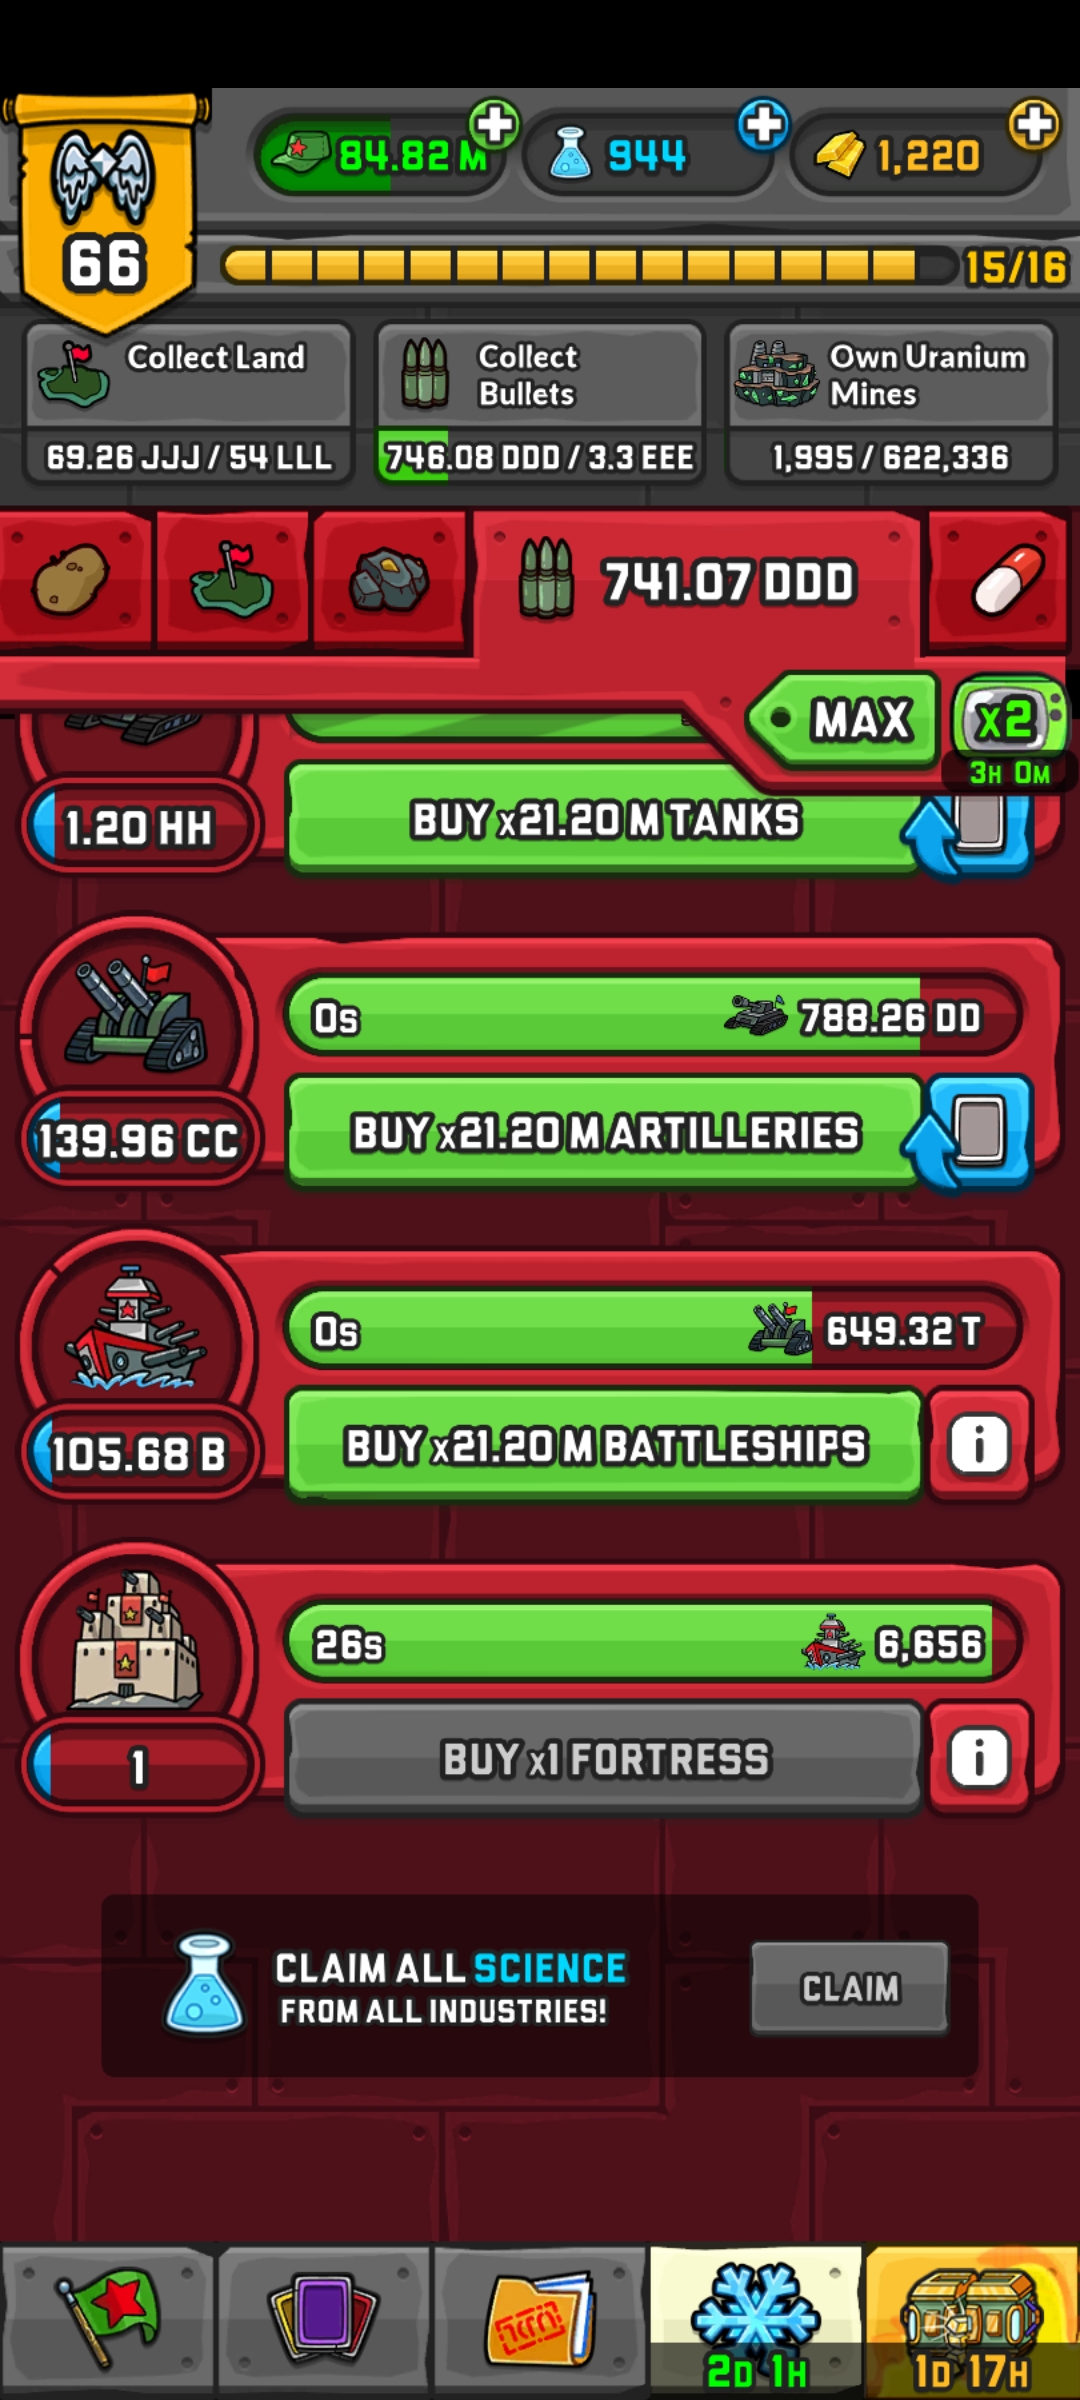 84.82 M
944
1,220
66
15/16
Collect Land
Collect
Bullets
Own Uranium
Mines
69.26 JJJ / 54 LLL
746.08 DDD / 3.3 EEE
1,995 / 622,336
741.07 DDD
MAX
x2
3H 0M
1.20 HH
BUY x21.20 M TANKS
0s
788.26 DD
139.96 CC
BUY x21.20 M ARTILLERIES
0s
649.32 T
105.68 B
BUY x21.20 M BATTLESHIPS
i
26s
6,656
1
BUY x1 FORTRESS
i
CLAIM ALL SCIENCE
FROM ALL INDUSTRIES!
CLAIM
2D 1H
1D 17H